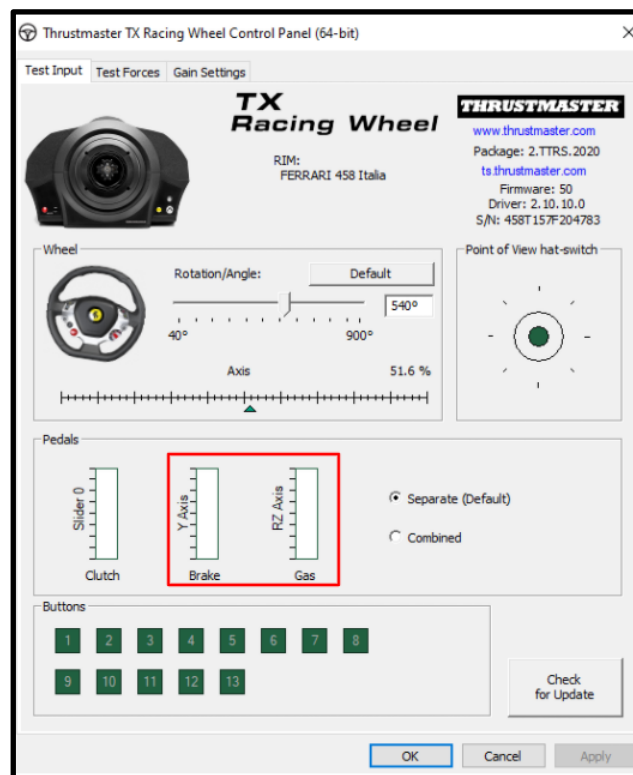 Thrustmaster TX Racing Wheel Control Panel (64-bit)
Test Input
Test Forces
Gain Settings
TX
Racing Wheel
RIM:
FERRARI 458 Italia
THRUSTMASTER
www.thrustmaster.com
Package: 2.TTRS.2020
ts.thrustmaster.com
Firmware: 50
Driver: 2.10.10.0
S/N: 458T157F204783
Wheel
Rotation/Angle:
Default
540º
40º
900º
Axis
51.6 %
Point of View hat-switch
Pedals
Slider 0
Clutch
Y Axis
Brake
RZ Axis
Gas
Separate (Default)
Combined
Buttons
1 2 3 4 5 6 7 8
9 10 11 12 13
Check
for Update
OK
Cancel
Apply